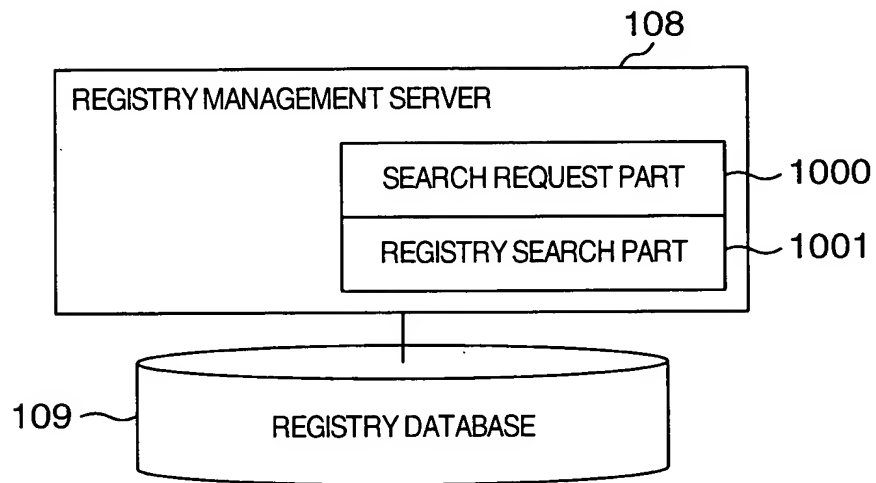 108
REGISTRY MANAGEMENT SERVER
SEARCH REQUEST PART
1000
REGISTRY SEARCH PART
1001
109
REGISTRY DATABASE